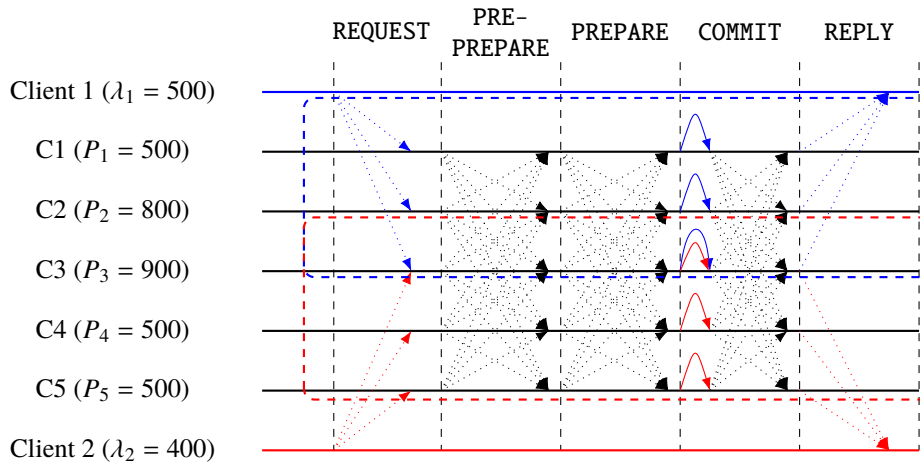 REQUEST
PRE-
PREPARE
PREPARE
COMMIT
REPLY
Client 1 (λ₁ = 500)
C1 (P₁ = 500)
C2 (P₂ = 800)
C3 (P₃ = 900)
C4 (P₄ = 500)
C5 (P₅ = 500)
Client 2 (λ₂ = 400)